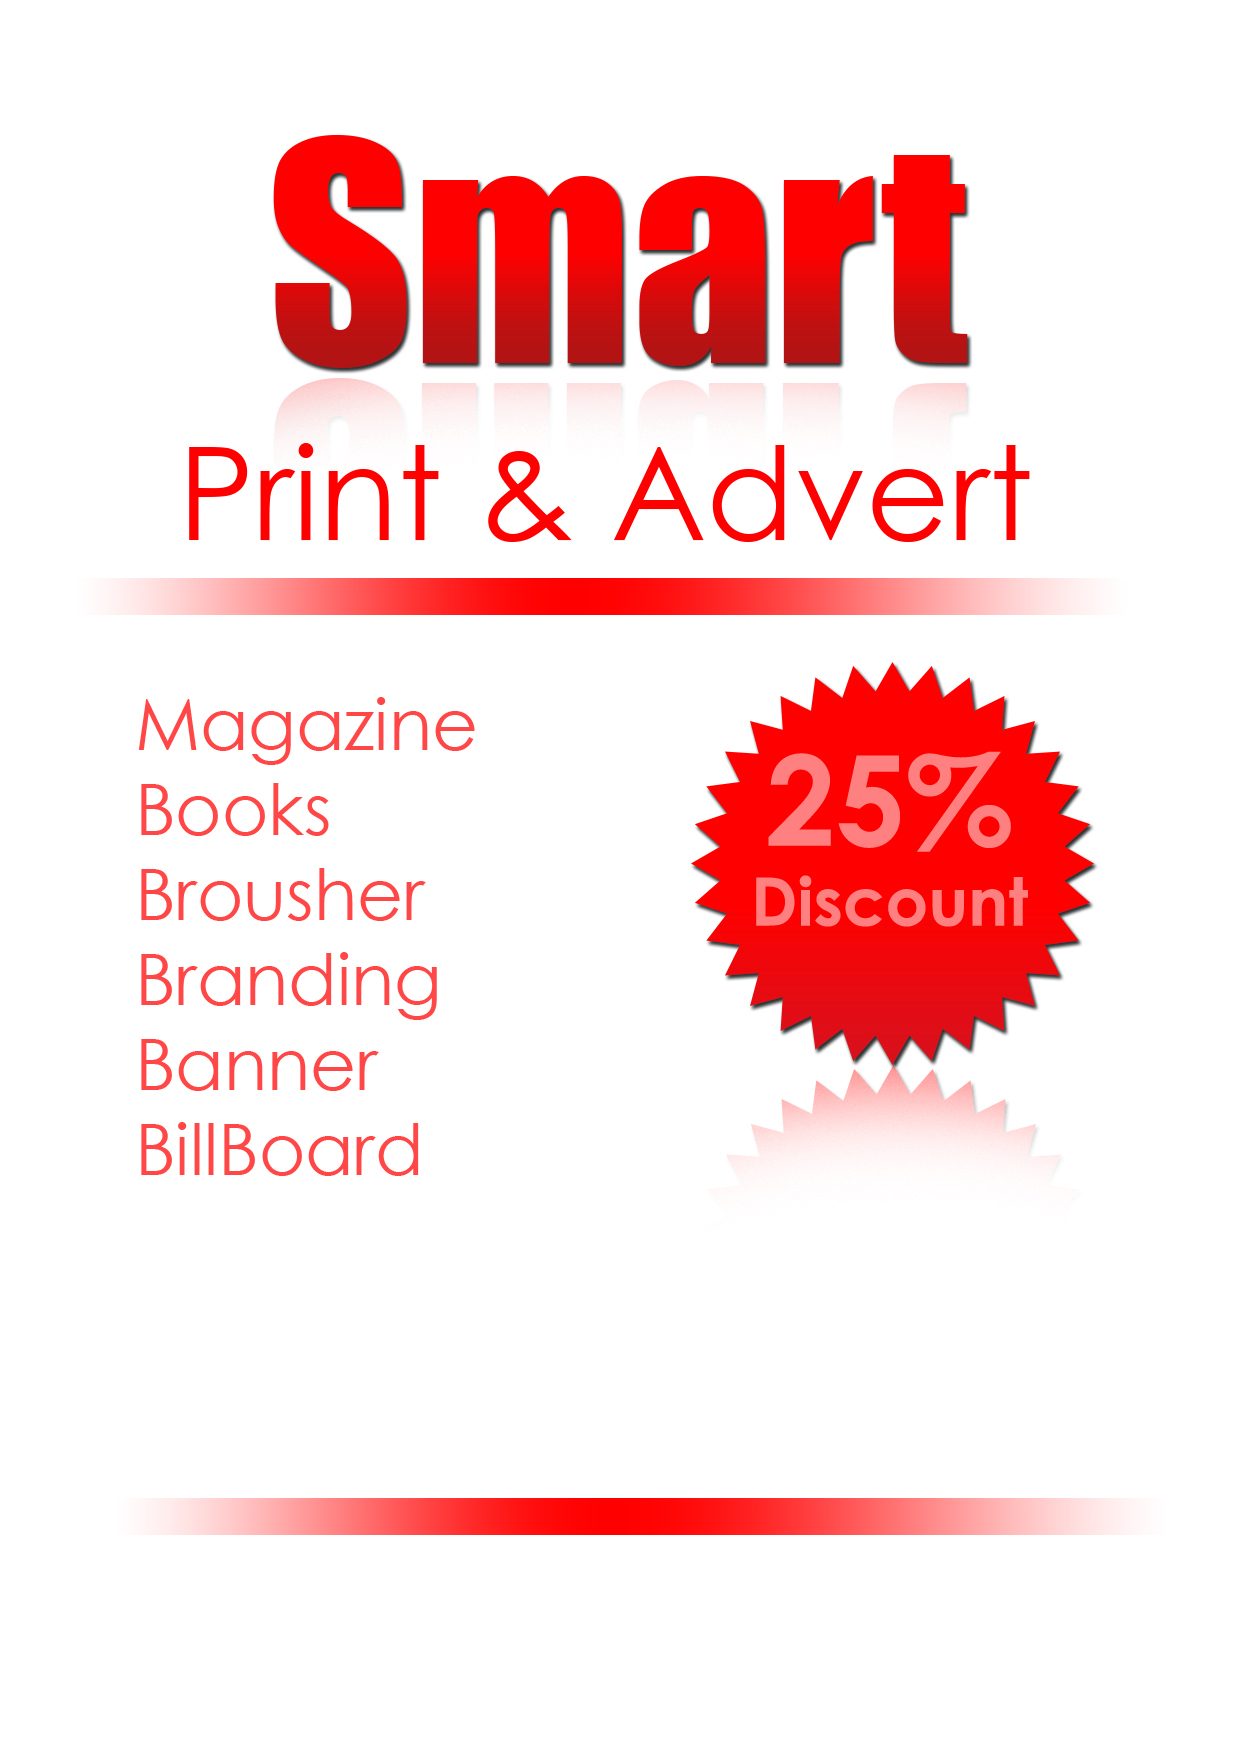 Smart
Print & Advert
Magazine
Books
Brousher
Branding
Banner
BillBoard
25%
Discount